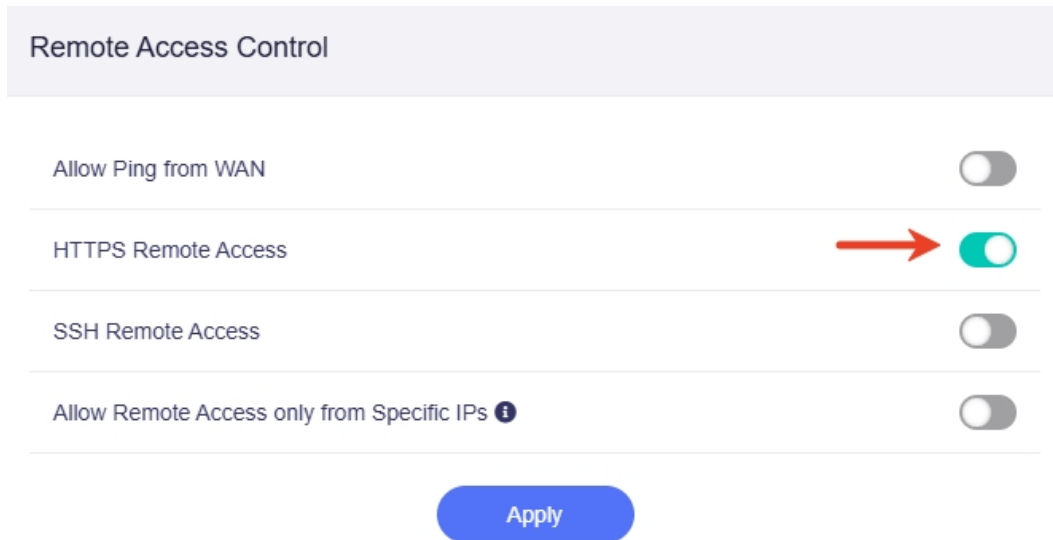 Remote Access Control
Allow Ping from WAN
HTTPS Remote Access
SSH Remote Access
Allow Remote Access only from Specific IPs
Apply